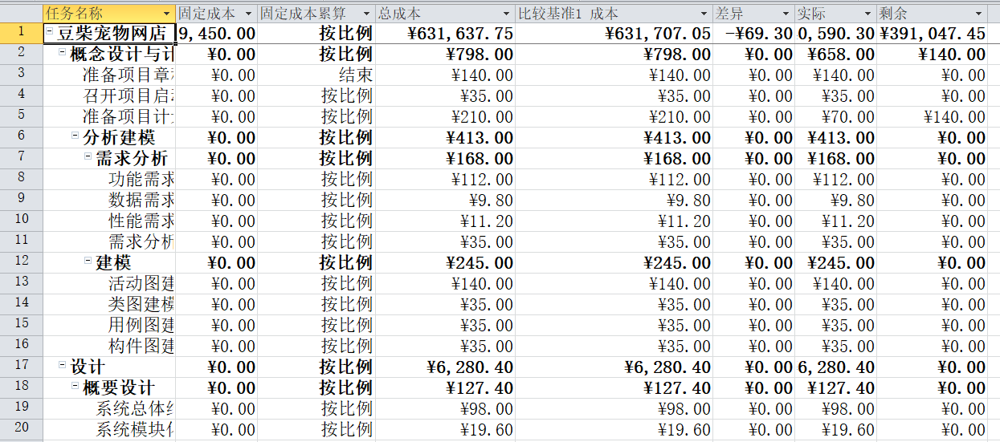 任务名称 固定成本 固定成本累算 总成本 比较基准1 成本 差异 实际 剩余
1 豆柴宠物网店 9,450.00 按比例 ¥631,637.75 ¥631,707.05 -¥69.30 0,590.30 ¥391,047.45
2 概念设计与 ¥0.00 按比例 ¥798.00 ¥798.00 ¥0.00 ¥658.00 ¥140.00
3 准备项目章 ¥0.00 结束 ¥140.00 ¥140.00 ¥0.00 ¥140.00 ¥0.00
4 召开项目启 ¥0.00 按比例 ¥35.00 ¥35.00 ¥0.00 ¥35.00 ¥0.00
5 准备项目计 ¥0.00 按比例 ¥210.00 ¥210.00 ¥0.00 ¥70.00 ¥140.00
6 分析建模 ¥0.00 按比例 ¥413.00 ¥413.00 ¥0.00 ¥413.00 ¥0.00
7 需求分析 ¥0.00 按比例 ¥168.00 ¥168.00 ¥0.00 ¥168.00 ¥0.00
8 功能需求 ¥0.00 按比例 ¥112.00 ¥112.00 ¥0.00 ¥112.00 ¥0.00
9 数据需求 ¥0.00 按比例 ¥9.80 ¥9.80 ¥0.00 ¥9.80 ¥0.00
10 性能需求 ¥0.00 按比例 ¥11.20 ¥11.20 ¥0.00 ¥11.20 ¥0.00
11 需求分析 ¥0.00 按比例 ¥35.00 ¥35.00 ¥0.00 ¥35.00 ¥0.00
12 建模 ¥0.00 按比例 ¥245.00 ¥245.00 ¥0.00 ¥245.00 ¥0.00
13 活动图建 ¥0.00 按比例 ¥140.00 ¥140.00 ¥0.00 ¥140.00 ¥0.00
14 类图建模 ¥0.00 按比例 ¥35.00 ¥35.00 ¥0.00 ¥35.00 ¥0.00
15 用例图建 ¥0.00 按比例 ¥35.00 ¥35.00 ¥0.00 ¥35.00 ¥0.00
16 构件图建 ¥0.00 按比例 ¥35.00 ¥35.00 ¥0.00 ¥35.00 ¥0.00
17 设计 ¥0.00 按比例 ¥6,280.40 ¥6,280.40 ¥0.00 6,280.40 ¥0.00
18 概要设计 ¥0.00 按比例 ¥127.40 ¥127.40 ¥0.00 ¥127.40 ¥0.00
19 系统总体 ¥0.00 按比例 ¥98.00 ¥98.00 ¥0.00 ¥98.00 ¥0.00
20 系统模块 ¥0.00 按比例 ¥19.60 ¥19.60 ¥0.00 ¥19.60 ¥0.00